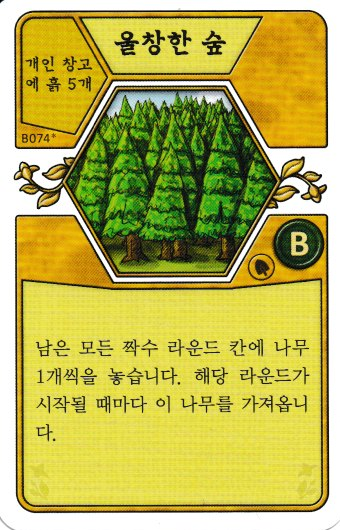 울창한 숲
개인 창고
에 흙 5개
B074*
B
남은 모든 짝수 라운드 칸에 나무
1개씩을 놓습니다. 해당 라운드가
시작될 때마다 이 나무를 가져옵니
다.